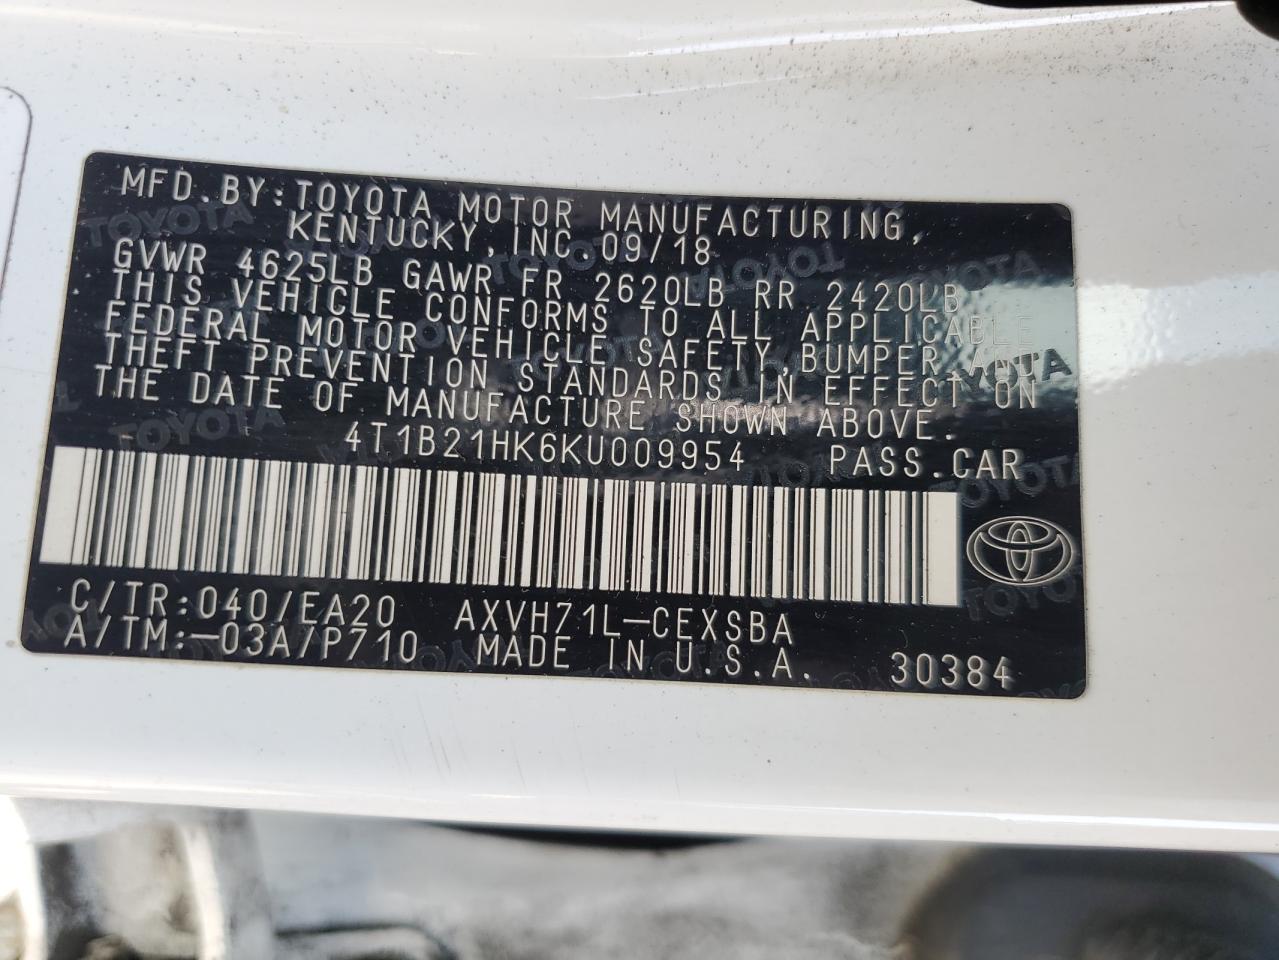 MFD.BY:TOYOTA MOTOR MANUFACTURING,
KENTUCKY,INC.09/18
GVWR 4625LB GAWR FR 2620LB RR 2420LB
THIS VEHICLE CONFORMS TO ALL APPLICABLE
FEDERAL MOTOR VEHICLE SAFETY,BUMPER AND
THEFT PREVENTION STANDARDS IN EFFECT ON
THE DATE OF MANUFACTURE SHOWN ABOVE.
4T1B21HK6KU009954 PASS.CAR
C/TR:040/EA20 AXVH71L-CEXSBA
A/TM:-03A/P710 MADE IN U.S.A. 30384